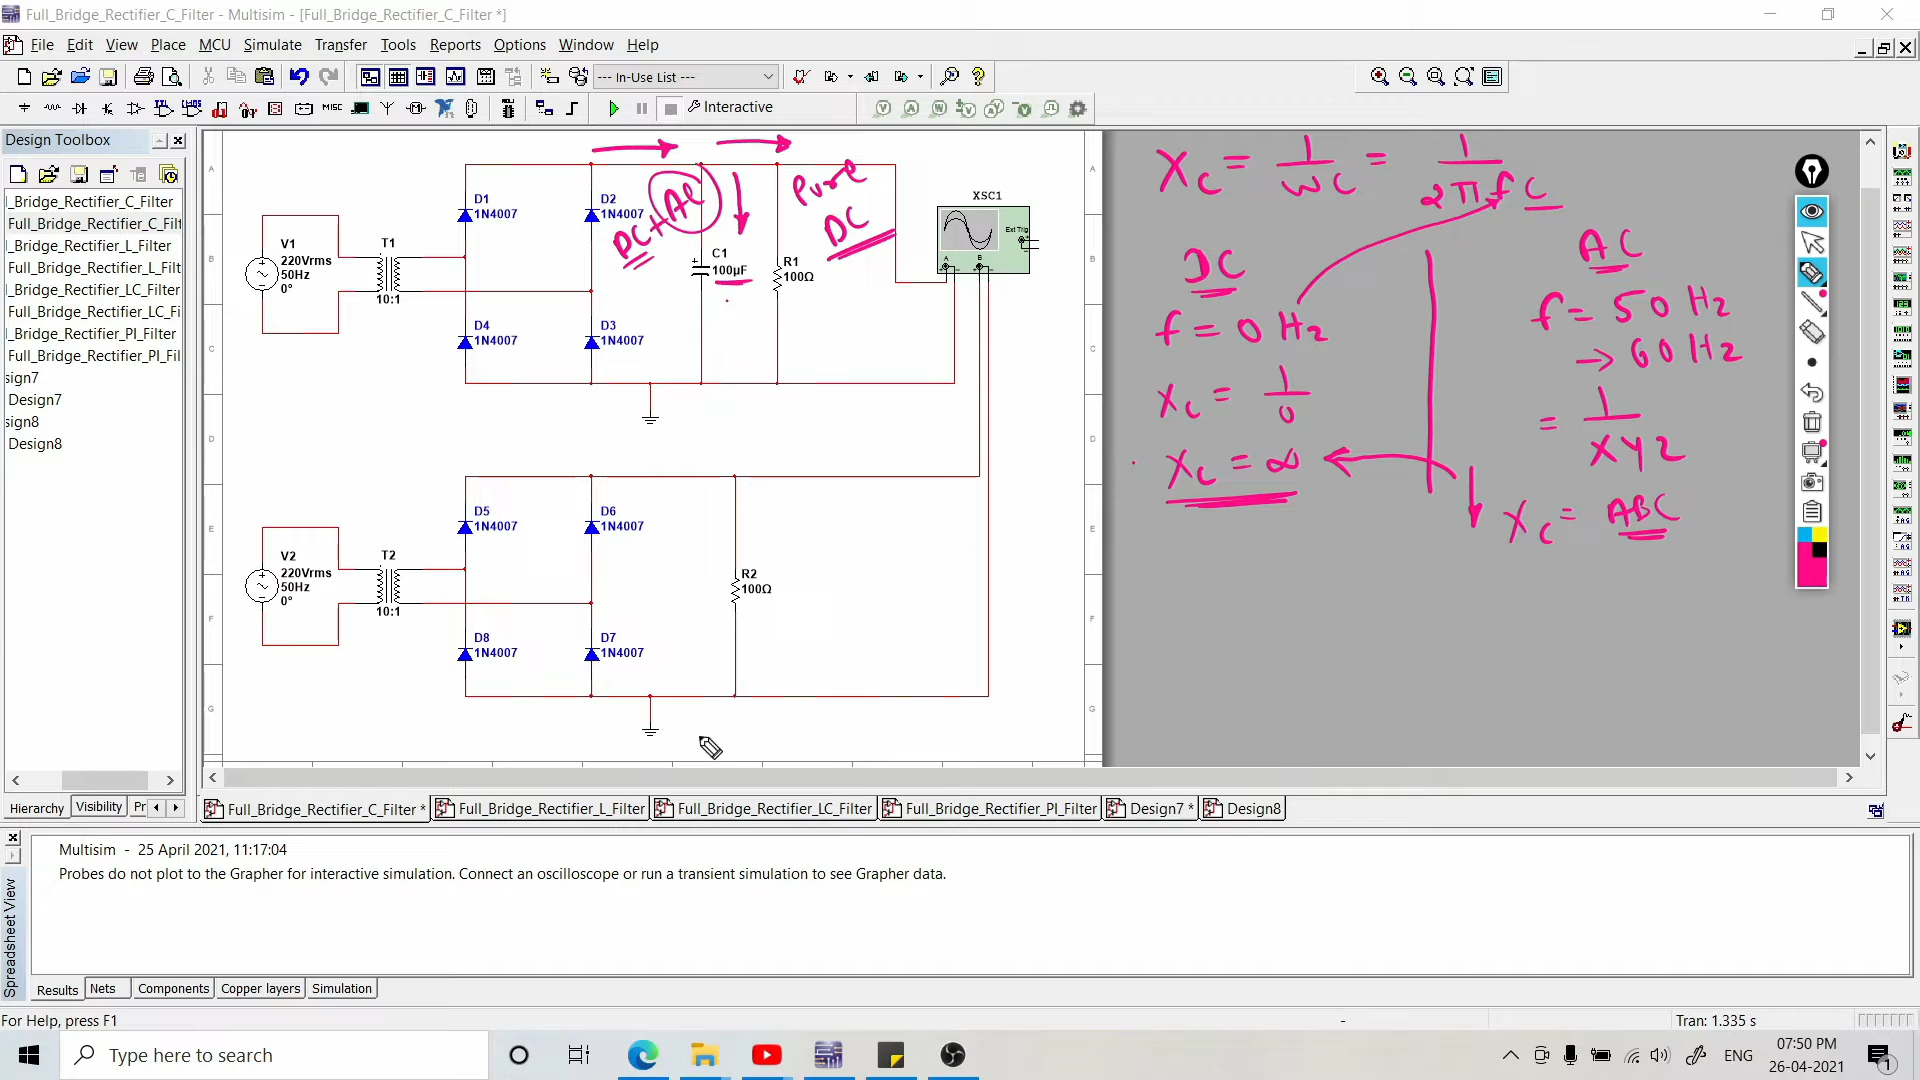 Full_Bridge_Rectifier_C_Filter - Multisim - [Full_Bridge_Rectifier_C_Filter *]
File Edit View Place MCU Simulate Transfer Tools Reports Options Window Help
--- In-Use List ---
MISC
Interactive
Design Toolbox
l_Bridge_Rectifier_C_Filter
Full_Bridge_Rectifier_C_Filt
l_Bridge_Rectifier_L_Filter
Full_Bridge_Rectifier_L_Filt
l_Bridge_Rectifier_LC_Filter
Full_Bridge_Rectifier_LC_Fi
l_Bridge_Rectifier_PI_Filter
Full_Bridge_Rectifier_PI_Fil
sign7
Design7
sign8
Design8
Hierarchy Visibility Pr
A
B
C
D
E
F
G
V1
220Vrms
50Hz
0°
T1
10:1
D1
1N4007
D2
1N4007
D4
1N4007
D3
1N4007
DC + AC
C1
100µF
Pure
DC
R1
100Ω
XSC1
Ext Trig
A B
V2
220Vrms
50Hz
0°
T2
10:1
D5
1N4007
D6
1N4007
D8
1N4007
D7
1N4007
R2
100Ω
A
B
C
D
E
F
G
Xc = 1/ωC = 1/2πfC
DC
f = 0 Hz
Xc = 1/0
Xc = ∞
AC
f = 50 Hz
→ 60 Hz
= 1/XYZ
Xc = ABC
Full_Bridge_Rectifier_C_Filter * Full_Bridge_Rectifier_L_Filter Full_Bridge_Rectifier_LC_Filter Full_Bridge_Rectifier_PI_Filter Design7 * Design8
Multisim - 25 April 2021, 11:17:04
Probes do not plot to the Grapher for interactive simulation. Connect an oscilloscope or run a transient simulation to see Grapher data.
Spreadsheet View
Results Nets Components Copper layers Simulation
For Help, press F1
-
Tran: 1.335 s
Type here to search
ENG
07:50 PM
26-04-2021
1